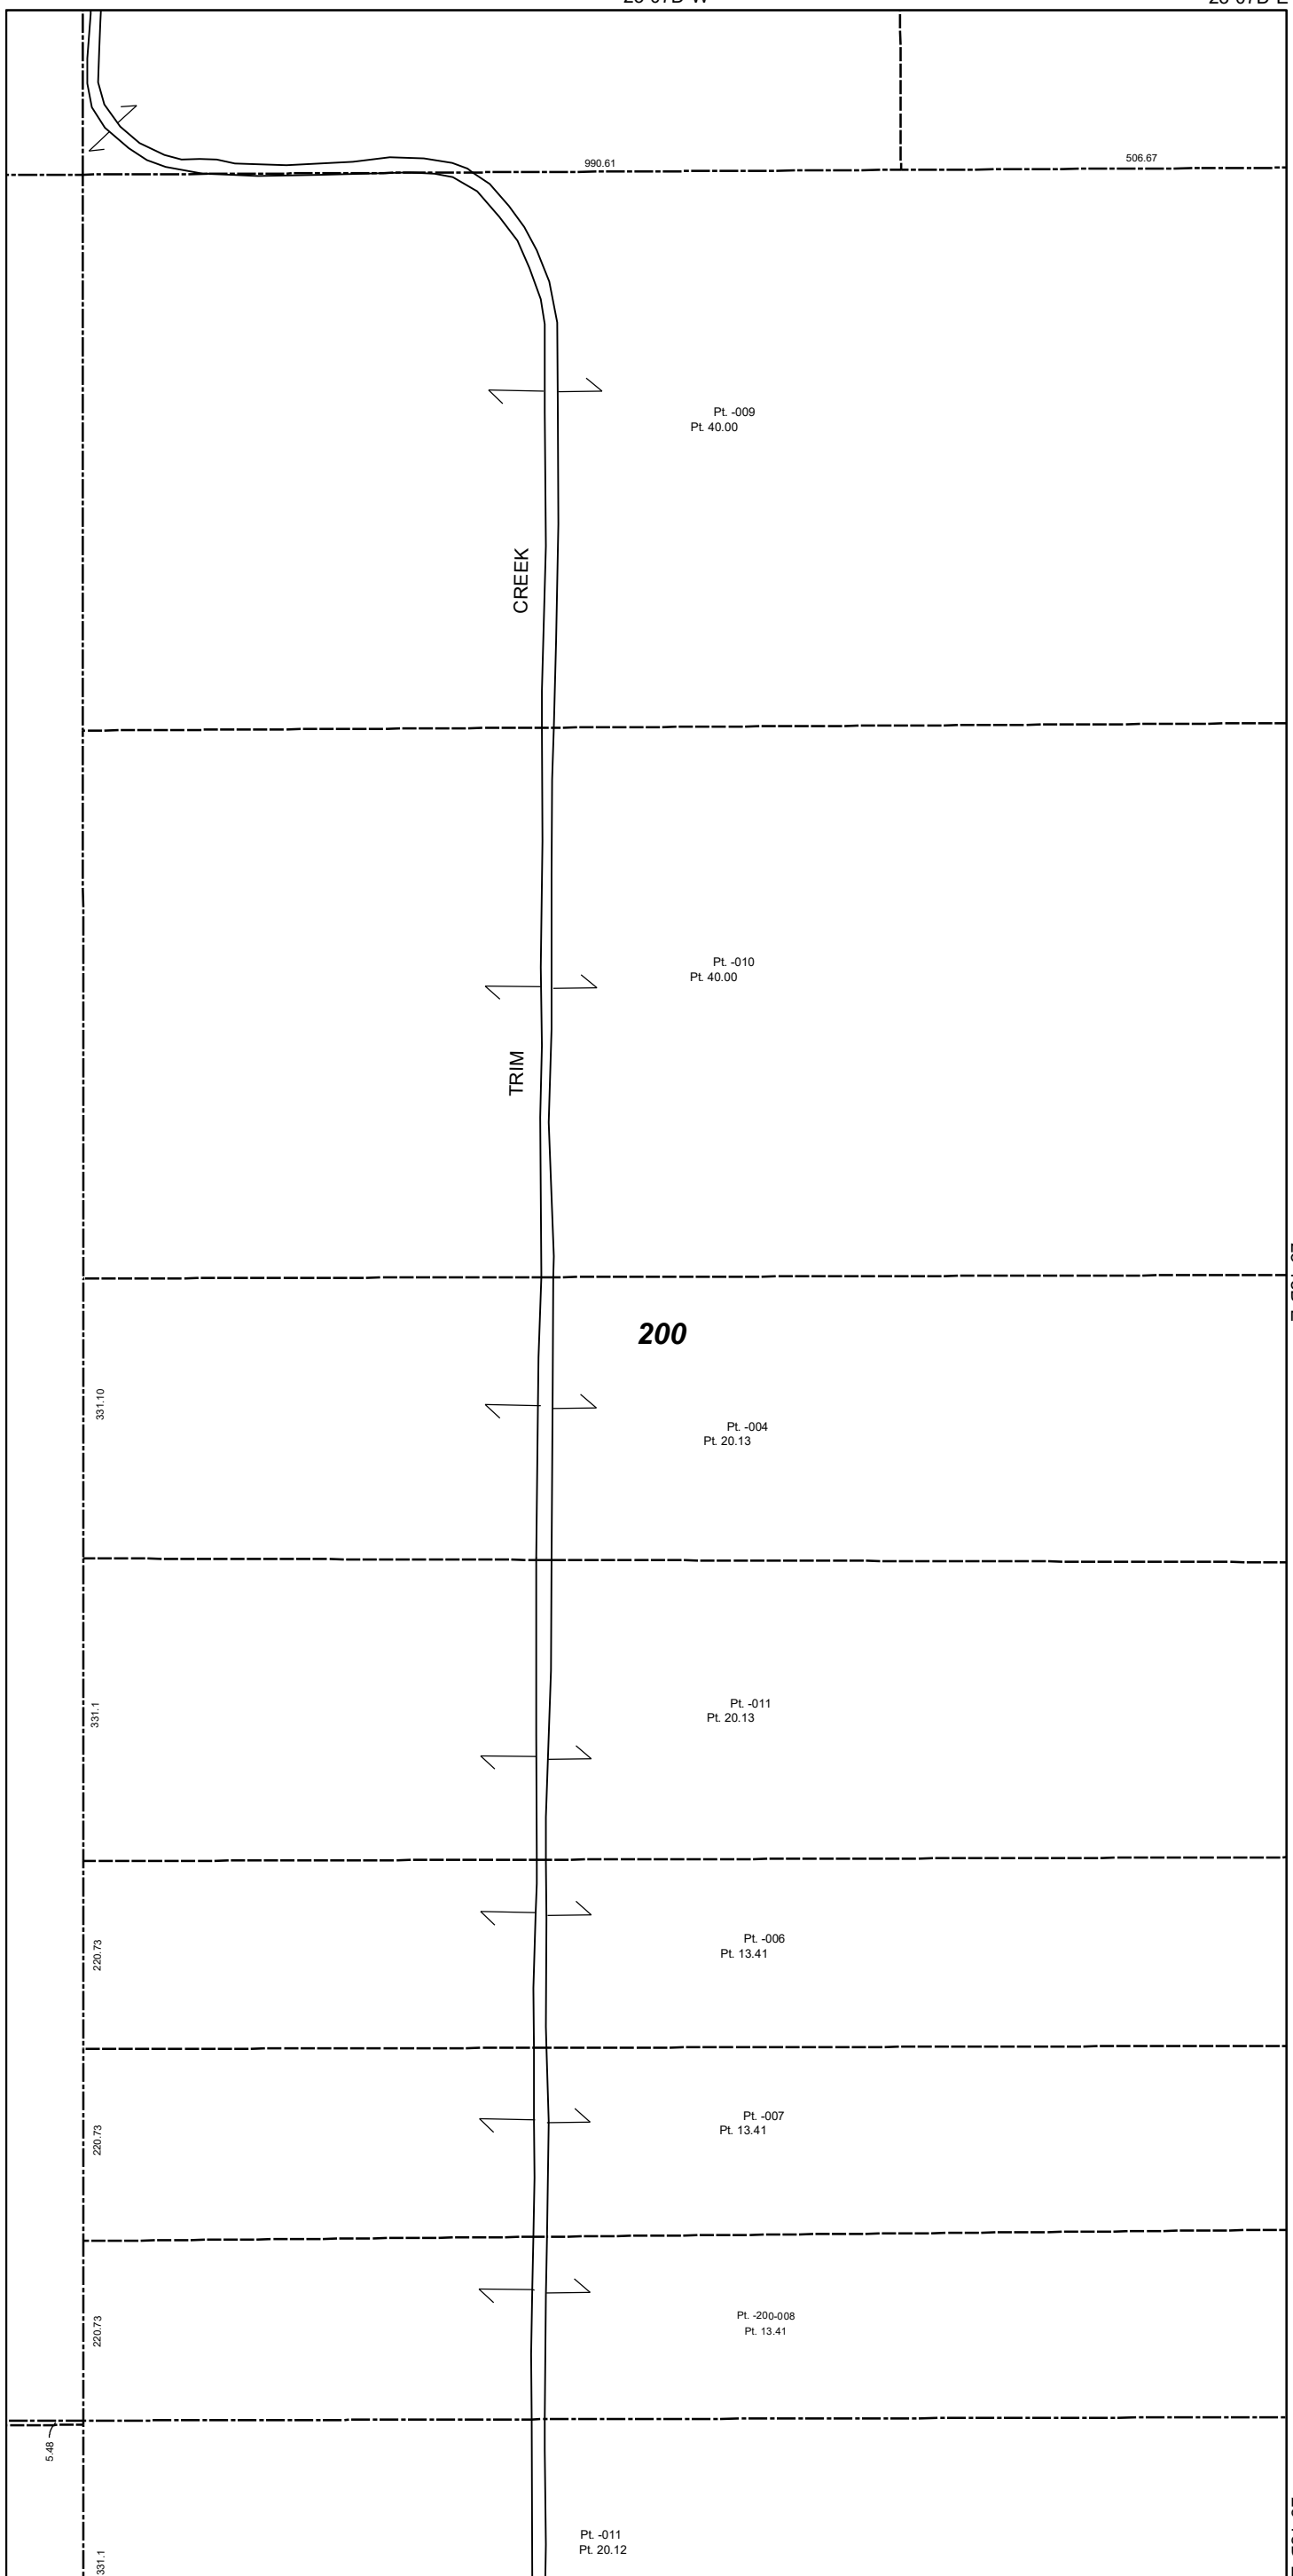 990.61
506.67
Pt. -009
Pt. 40.00
CREEK
Pt. -010
Pt. 40.00
TRIM
200
331.10
Pt. -004
Pt. 20.13
331.1
Pt. -011
Pt. 20.13
220.73
Pt. -006
Pt. 13.41
220.73
Pt. -007
Pt. 13.41
220.73
Pt. -200-008
Pt. 13.41
5.48
331.1
Pt. -011
Pt. 20.12